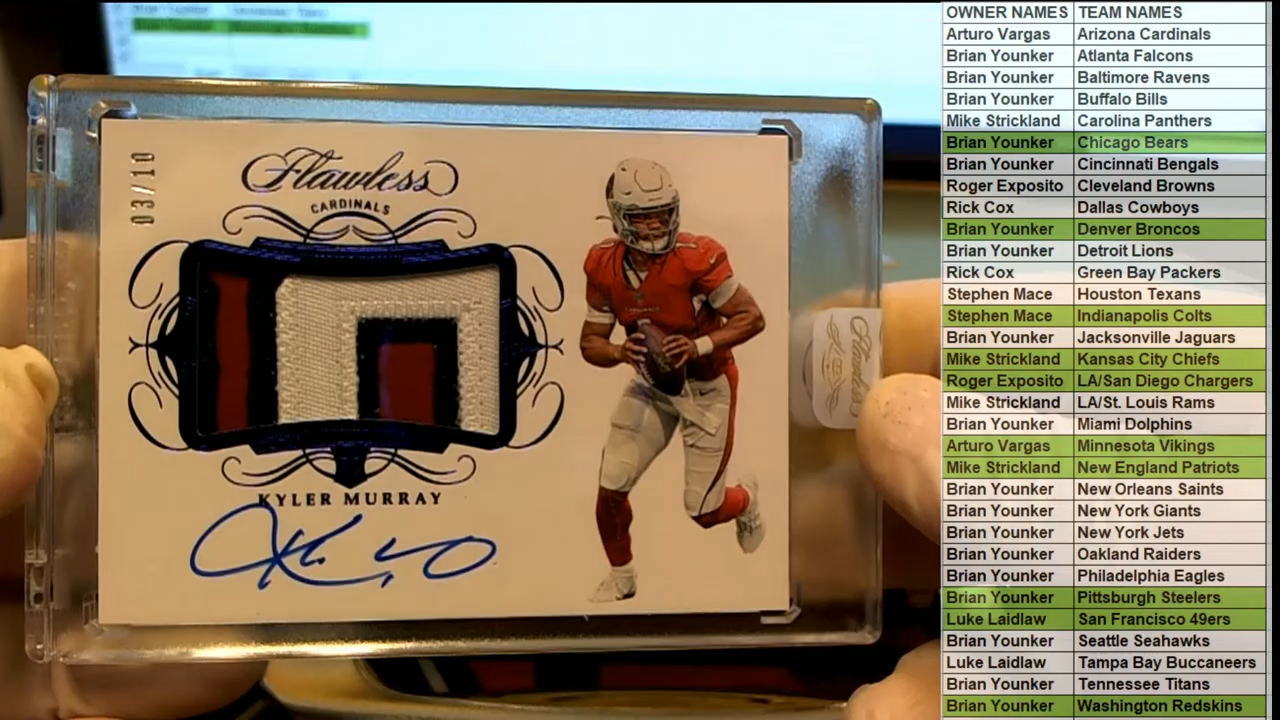 03/10
Flawless
CARDINALS
KYLER MURRAY
Flawless
OWNER NAMES TEAM NAMES
Arturo Vargas Arizona Cardinals
Brian Younker Atlanta Falcons
Brian Younker Baltimore Ravens
Brian Younker Buffalo Bills
Mike Strickland Carolina Panthers
Brian Younker Chicago Bears
Brian Younker Cincinnati Bengals
Roger Exposito Cleveland Browns
Rick Cox Dallas Cowboys
Brian Younker Denver Broncos
Brian Younker Detroit Lions
Rick Cox Green Bay Packers
Stephen Mace Houston Texans
Stephen Mace Indianapolis Colts
Brian Younker Jacksonville Jaguars
Mike Strickland Kansas City Chiefs
Roger Exposito LA/San Diego Chargers
Mike Strickland LA/St. Louis Rams
Brian Younker Miami Dolphins
Arturo Vargas Minnesota Vikings
Mike Strickland New England Patriots
Brian Younker New Orleans Saints
Brian Younker New York Giants
Brian Younker New York Jets
Brian Younker Oakland Raiders
Brian Younker Philadelphia Eagles
Brian Younker Pittsburgh Steelers
Luke Laidlaw San Francisco 49ers
Brian Younker Seattle Seahawks
Luke Laidlaw Tampa Bay Buccaneers
Brian Younker Tennessee Titans
Brian Younker Washington Redskins